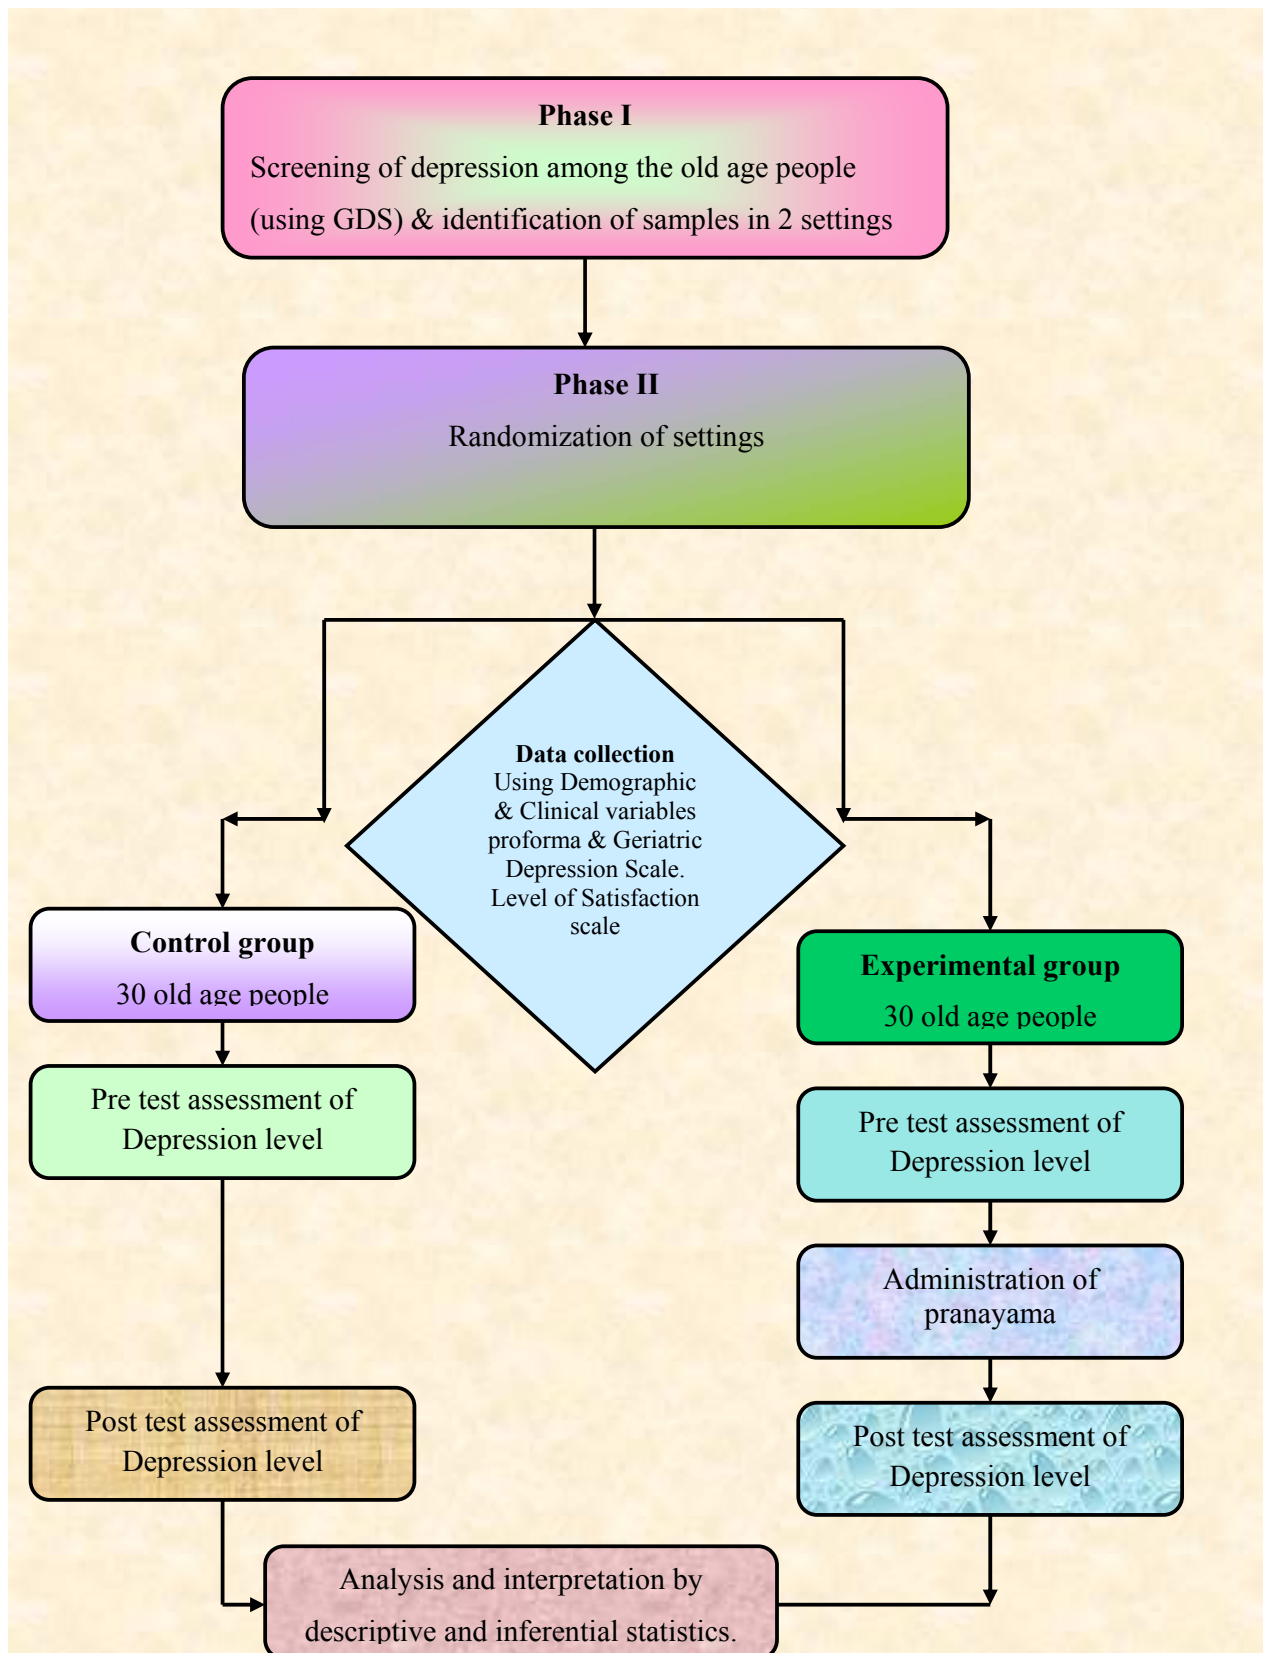 Phase I
Screening of depression among the old age people
(using GDS) & identification of samples in 2 settings
Phase II
Randomization of settings
Data collection
Using Demographic
& Clinical variables
proforma & Geriatric
Depression Scale.
Level of Satisfaction
scale
Control group
30 old age people
Experimental group
30 old age people
Pre test assessment of
Depression level
Pre test assessment of
Depression level
Administration of
pranayama
Post test assessment of
Depression level
Post test assessment of
Depression level
Analysis and interpretation by
descriptive and inferential statistics.